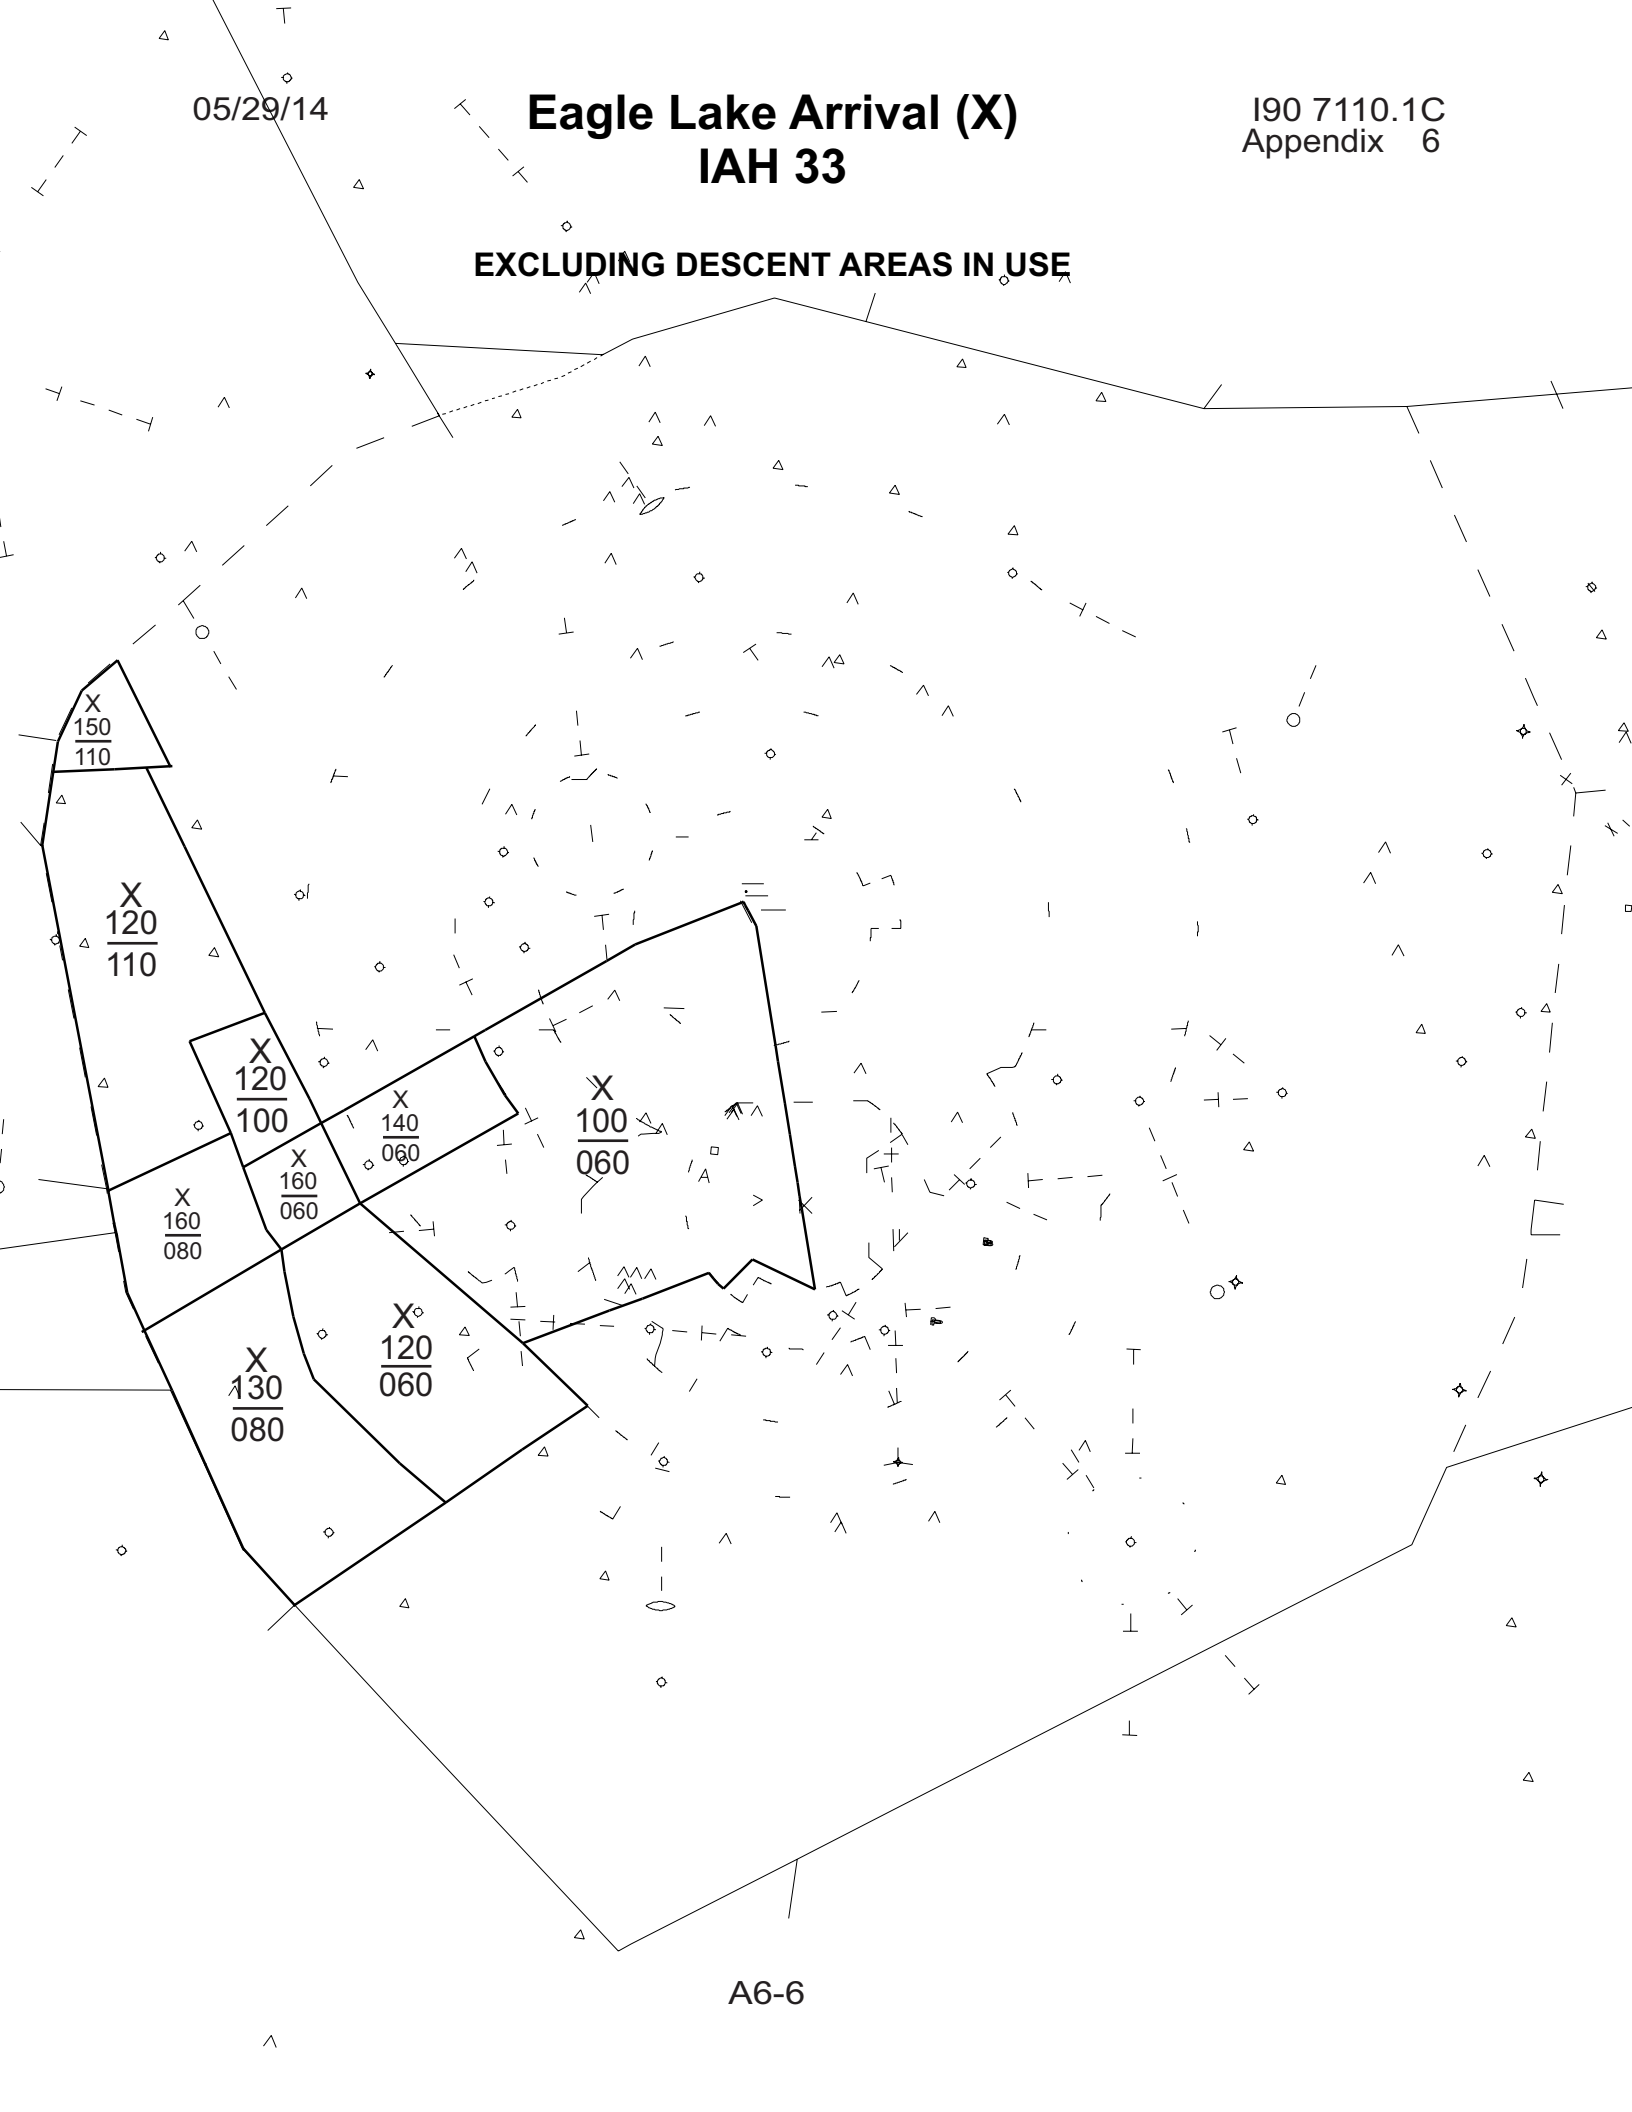 05/29/14
Eagle Lake Arrival (X)
IAH 33
I90 7110.1C
Appendix 6
EXCLUDING DESCENT AREAS IN USE
X
150
110
X
120
110
X
120
100
X
140
060
X
100
060
X
160
060
X
160
080
X
120
060
X
130
080
A6-6